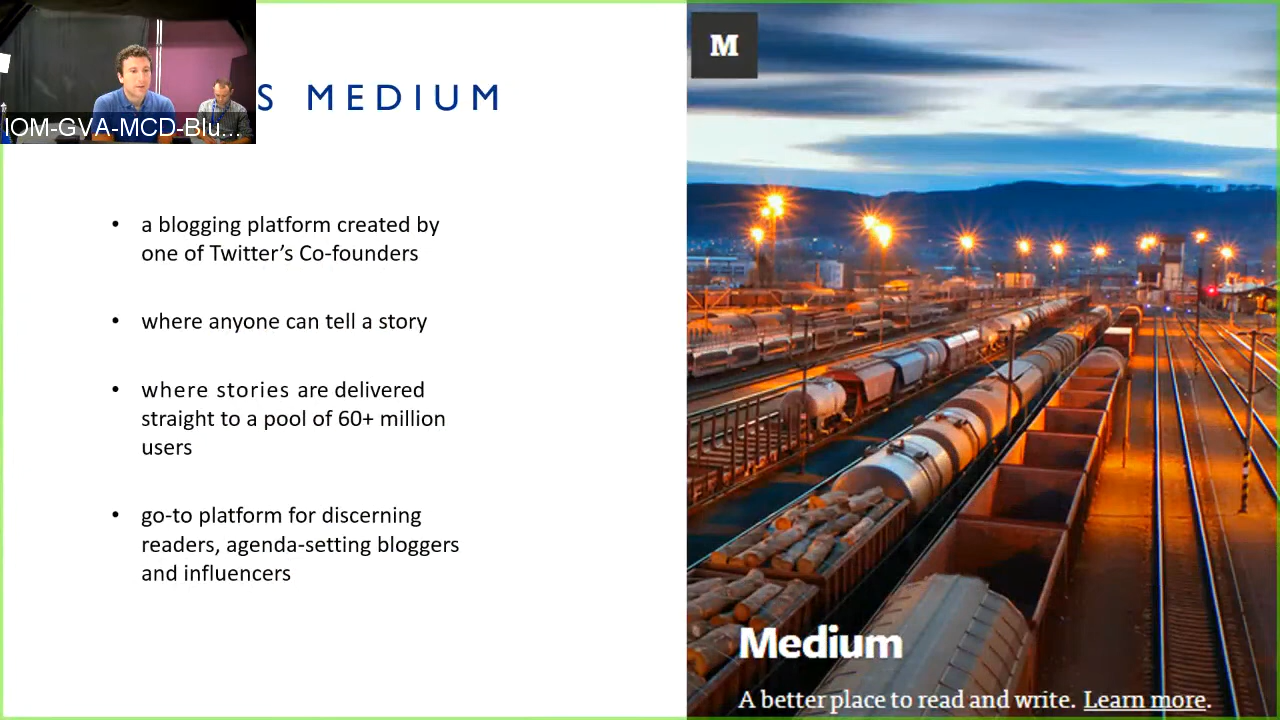 S MEDIUM
IOM-GVA-MCD-Blu...
• a blogging platform created by
one of Twitter’s Co-founders
• where anyone can tell a story
• where stories are delivered
straight to a pool of 60+ million
users
• go-to platform for discerning
readers, agenda-setting bloggers
and influencers
M
Medium
A better place to read and write. Learn more.